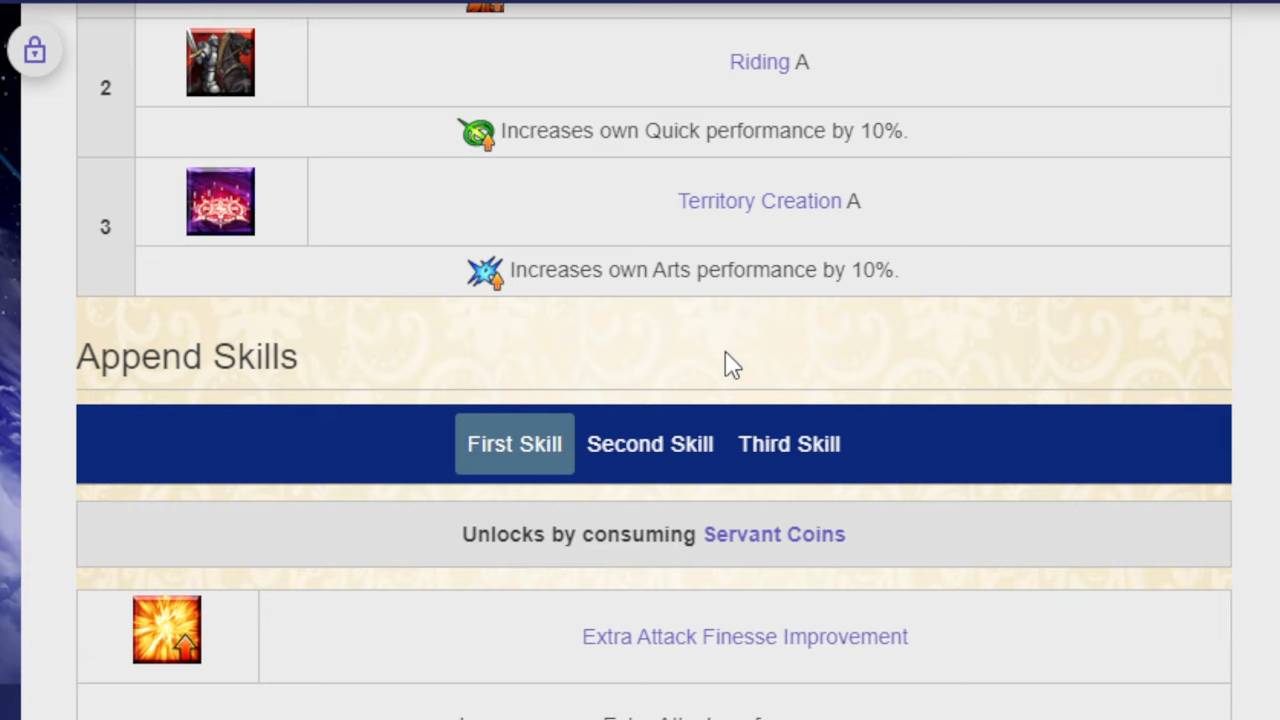 2
Riding A
Increases own Quick performance by 10%.
3
Territory Creation A
Increases own Arts performance by 10%.
Append Skills
First Skill Second Skill Third Skill
Unlocks by consuming Servant Coins
Extra Attack Finesse Improvement